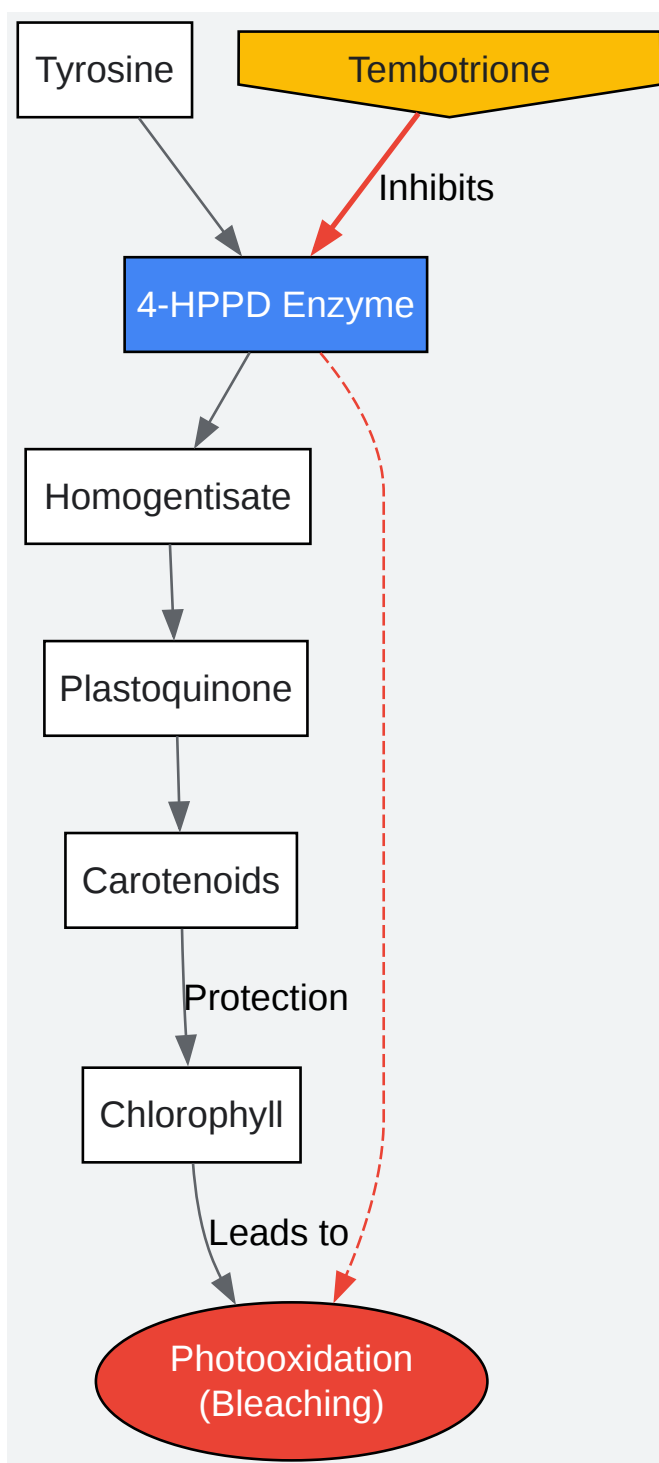 Tyrosine
Tembotrione
Inhibits
4-HPPD Enzyme
Homogentisate
Plastoquinone
Carotenoids
Protection
Chlorophyll
Leads to
Photooxidation
(Bleaching)